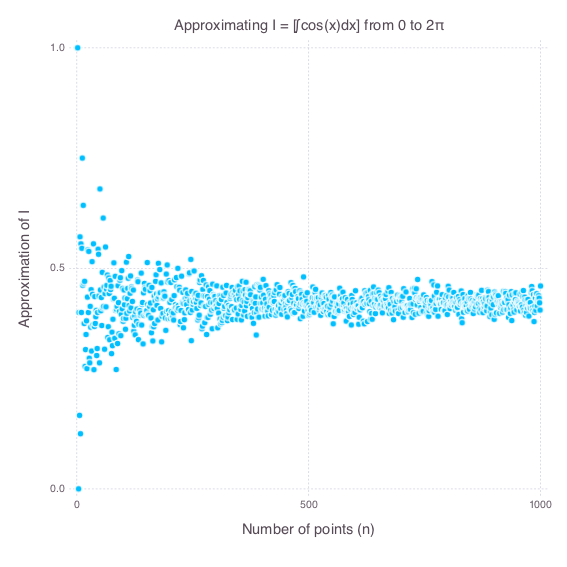 Approximating I = [∫cos(x)dx] from 0 to 2π
1.0
0.5
0.0
Approximation of I
0 500 1000
Number of points (n)